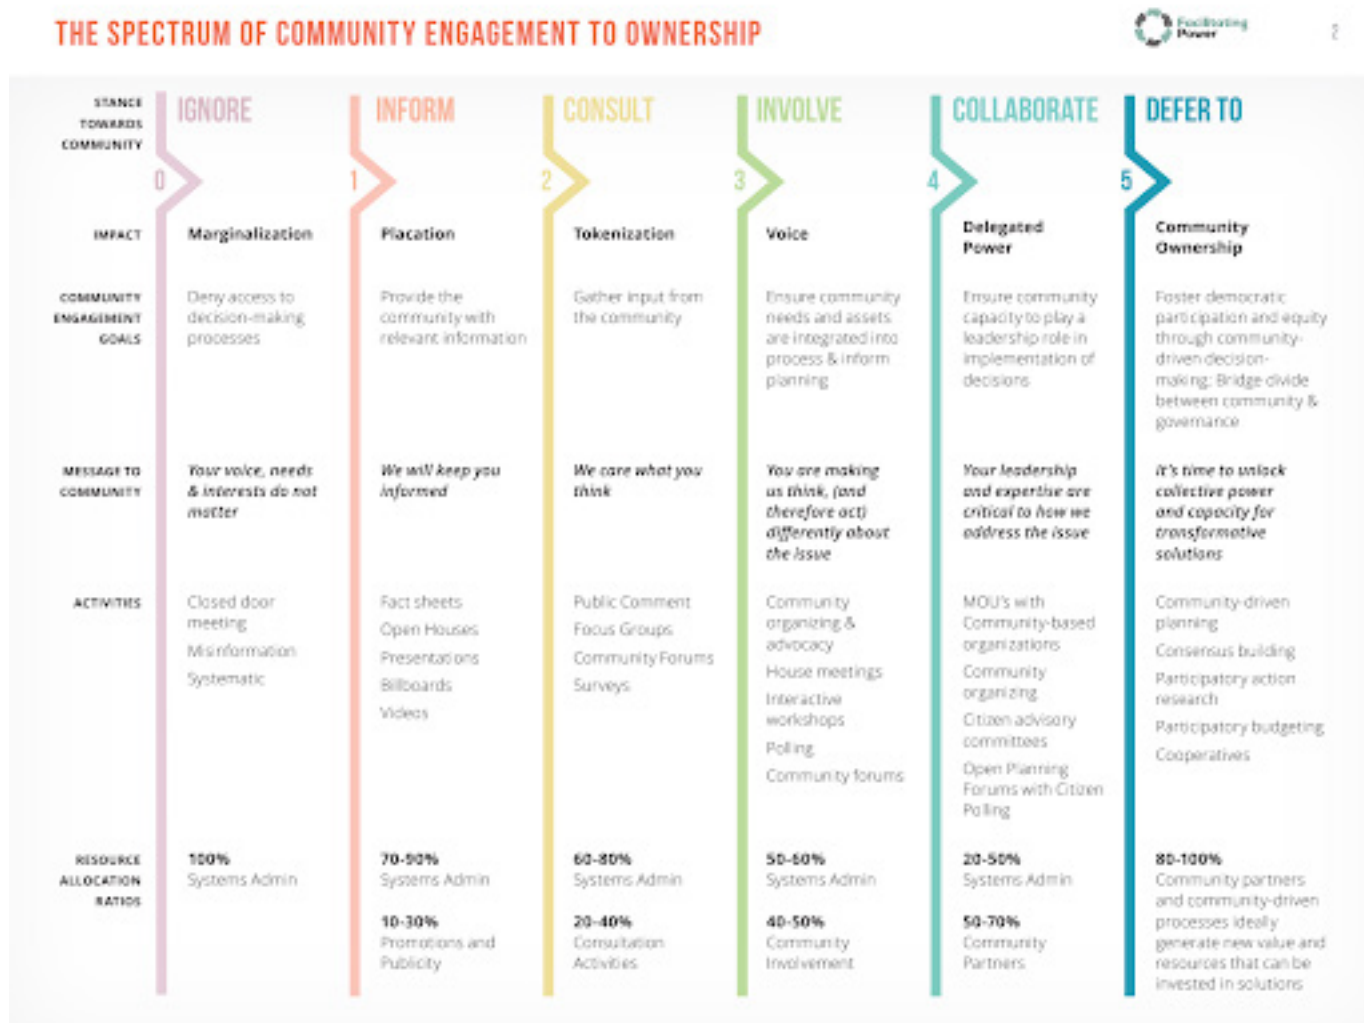 THE SPECTRUM OF COMMUNITY ENGAGEMENT TO OWNERSHIP
Facilitating
Power
2
STANCE
TOWARDS
COMMUNITY
IGNORE
INFORM
CONSULT
INVOLVE
COLLABORATE
DEFER TO
0
1
2
3
4
5
IMPACT
Marginalization
Placation
Tokenization
Voice
Delegated
Power
Community
Ownership
COMMUNITY
ENGAGEMENT
GOALS
Deny access to
decision-making
processes
Provide the
community with
relevant information
Gather input from
the community
Ensure community
needs and assets
are integrated into
process & inform
planning
Ensure community
capacity to play a
leadership role in
implementation of
decisions
Foster democratic
participation and equity
through community-
driven decision-
making; Bridge divide
between community &
governance
MESSAGE TO
COMMUNITY
Your voice, needs
& interests do not
matter
We will keep you
informed
We care what you
think
You are making
us think, (and
therefore act)
differently about
the issue
Your leadership
and expertise are
critical to how we
address the issue
It's time to unlock
collective power
and capacity for
transformative
solutions
ACTIVITIES
Closed door
meeting
Misinformation
Systematic
Fact sheets
Open Houses
Presentations
Billboards
Videos
Public Comment
Focus Groups
Community Forums
Surveys
Community
organizing &
advocacy
House meetings
Interactive
workshops
Polling
Community forums
MOU's with
Community-based
organizations
Community
organizing
Citizen advisory
committees
Open Planning
Forums with Citizen
Polling
Community-driven
planning
Consensus building
Participatory action
research
Participatory budgeting
Cooperatives
RESOURCE
ALLOCATION
RATIOS
100%
Systems Admin
70-90%
Systems Admin
10-30%
Promotions and
Publicity
60-80%
Systems Admin
20-40%
Consultation
Activities
50-60%
Systems Admin
40-50%
Community
Involvement
20-50%
Systems Admin
50-70%
Community
Partners
80-100%
Community partners
and community-driven
processes ideally
generate new value and
resources that can be
invested in solutions